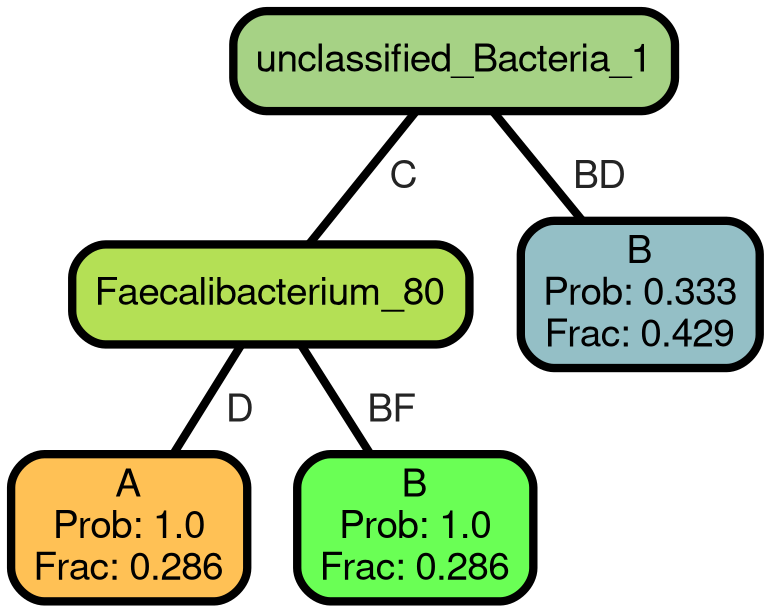 unclassified_Bacteria_1
C
BD
B
Prob: 0.333
Frac: 0.429
Faecalibacterium_80
D
BF
A
Prob: 1.0
Frac: 0.286
B
Prob: 1.0
Frac: 0.286